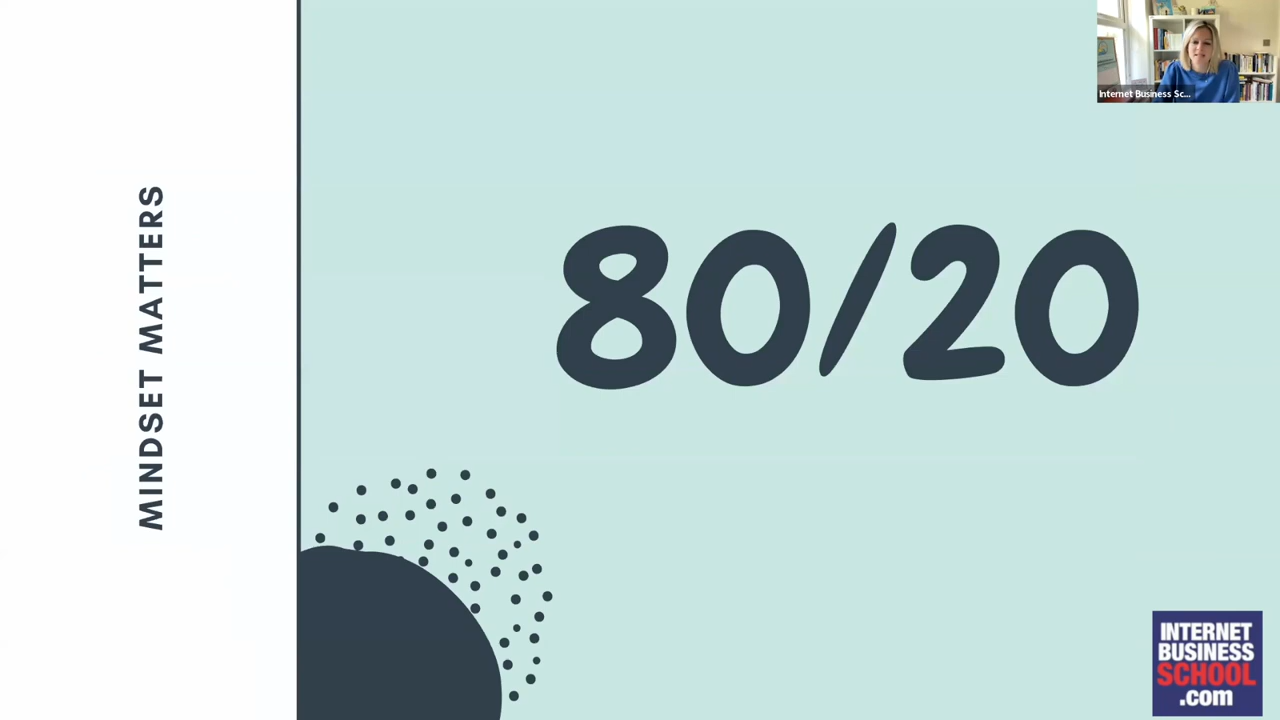 MINDSET MATTERS
80/20
Internet Business Sc...
INTERNET
BUSINESS
SCHOOL
.com